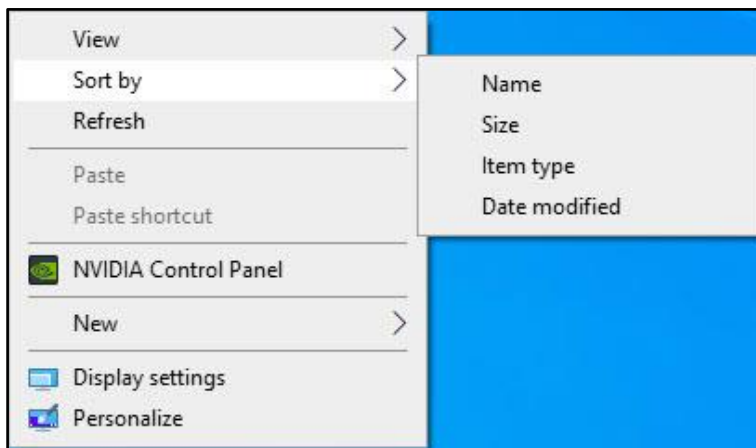 View
Sort by
Refresh
Paste
Paste shortcut
NVIDIA Control Panel
New
Display settings
Personalize
Name
Size
Item type
Date modified